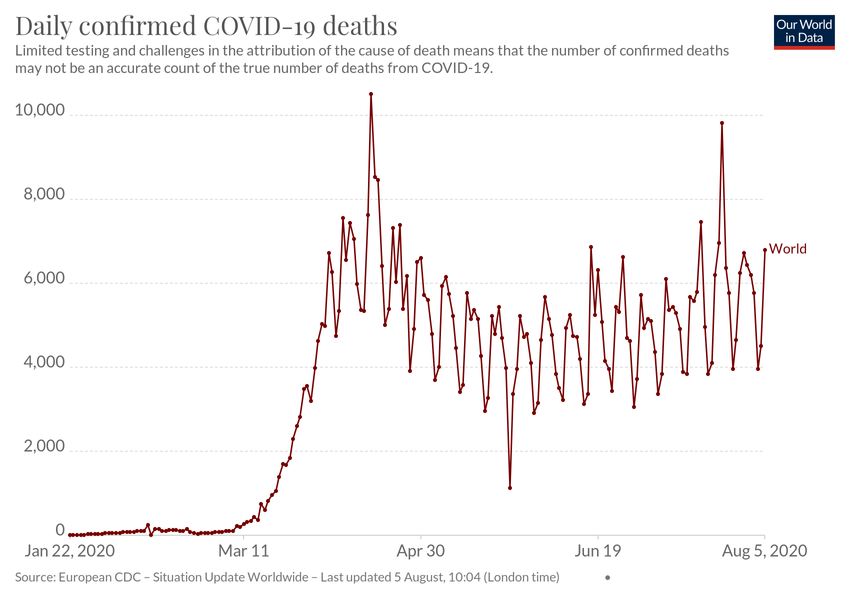 Daily confirmed COVID-19 deaths
Our World
in Data
Limited testing and challenges in the attribution of the cause of death means that the number of confirmed deaths
may not be an accurate count of the true number of deaths from COVID-19.
10,000
8,000
6,000
4,000
2,000
0
World
Jan 22, 2020
Mar 11
Apr 30
Jun 19
Aug 5, 2020
Source: European CDC – Situation Update Worldwide – Last updated 5 August, 10:04 (London time)